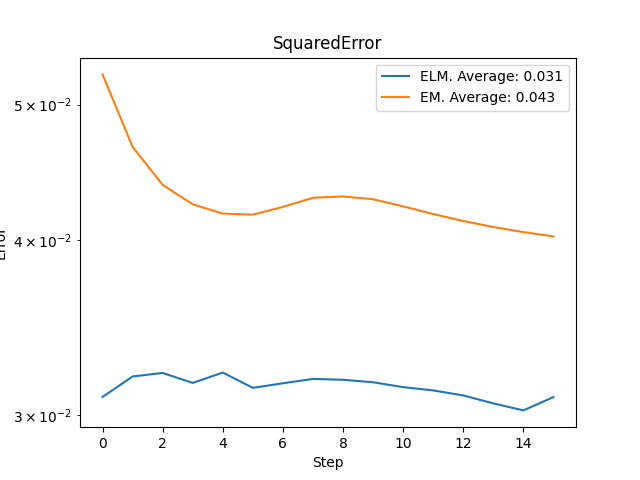 SquaredError
ELM. Average: 0.031
EM. Average: 0.043
5 × 10⁻²
4 × 10⁻²
3 × 10⁻²
Error
0 2 4 6 8 10 12 14
Step